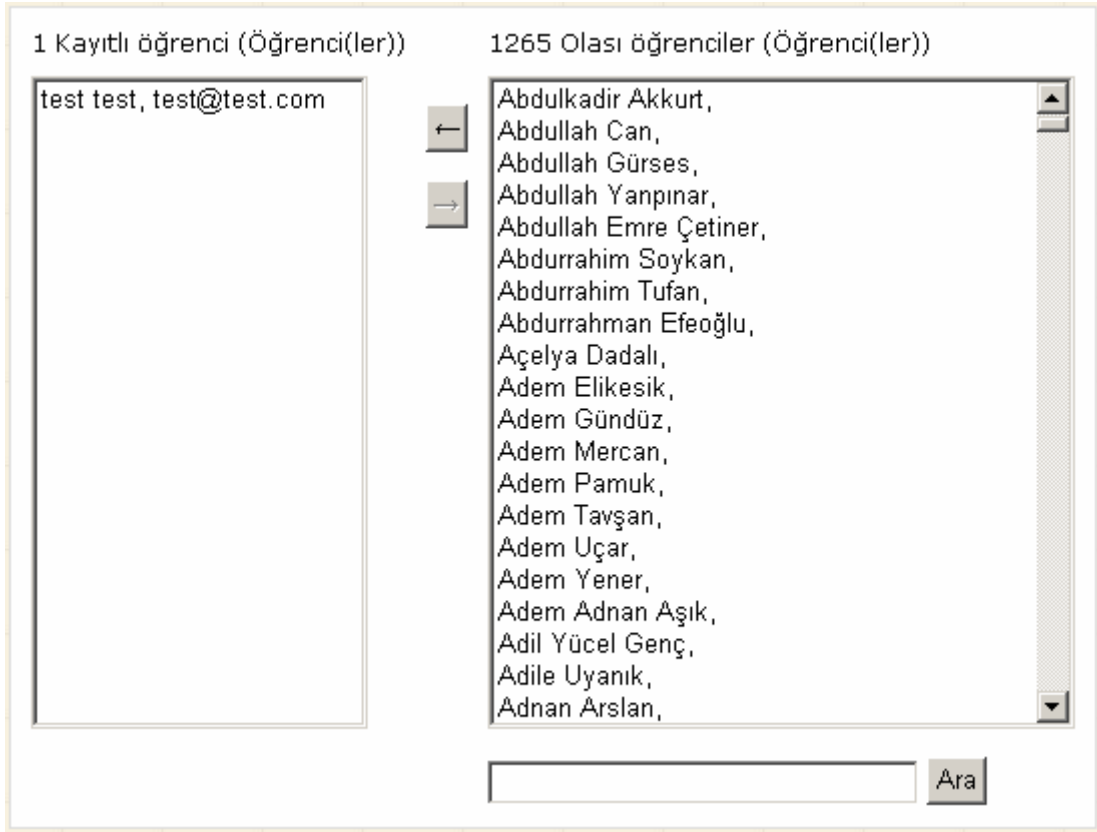 1 Kayıtlı öğrenci (Öğrenci(ler))
test test, test@test.com
←
→
1265 Olası öğrenciler (Öğrenci(ler))
Abdulkadir Akkurt,
Abdullah Can,
Abdullah Gürses,
Abdullah Yanpınar,
Abdullah Emre Çetiner,
Abdurrahim Soykan,
Abdurrahim Tufan,
Abdurrahman Efeoğlu,
Açelya Dadalı,
Adem Elikesik,
Adem Gündüz,
Adem Mercan,
Adem Pamuk,
Adem Tavşan,
Adem Uçar,
Adem Yener,
Adem Adnan Aşık,
Adil Yücel Genç,
Adile Uyanık,
Adnan Arslan,
Ara